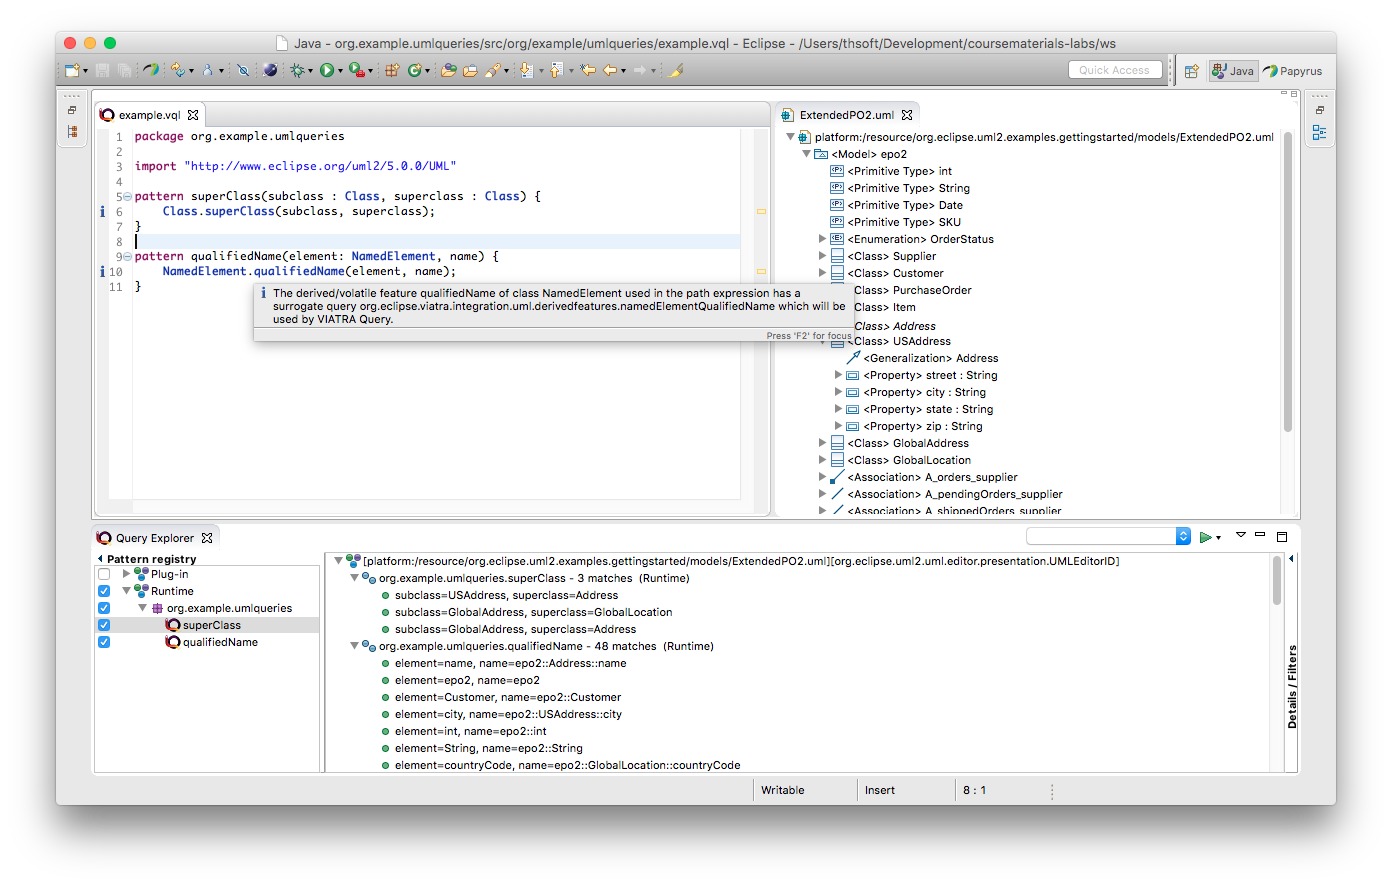 Java - org.example.umlqueries/src/org/example/umlqueries/example.vql - Eclipse - /Users/thsoft/Development/coursematerials-labs/ws
Quick Access
Java
Papyrus
example.vql
1 package org.example.umlqueries
2
3 import "http://www.eclipse.org/uml2/5.0.0/UML"
4
5 pattern superClass(subclass : Class, superclass : Class) {
6 Class.superClass(subclass, superclass);
7 }
8
9 pattern qualifiedName(element: NamedElement, name) {
10 NamedElement.qualifiedName(element, name);
11 }
The derived/volatile feature qualifiedName of class NamedElement used in the path expression has a
surrogate query org.eclipse.viatra.integration.uml.derivedfeatures.namedElementQualifiedName which will be
used by VIATRA Query.
Press 'F2' for focus
ExtendedPO2.uml
platform:/resource/org.eclipse.uml2.examples.gettingstarted/models/ExtendedPO2.uml
<Model> epo2
<Primitive Type> int
<Primitive Type> String
<Primitive Type> Date
<Primitive Type> SKU
<Enumeration> OrderStatus
<Class> Supplier
<Class> Customer
Class> PurchaseOrder
Class> Item
Class> Address
<Class> USAddress
<Generalization> Address
<Property> street : String
<Property> city : String
<Property> state : String
<Property> zip : String
<Class> GlobalAddress
<Class> GlobalLocation
<Association> A_orders_supplier
<Association> A_pendingOrders_supplier
<Association> A_shippedOrders_supplier
Query Explorer
Pattern registry
Plug-in
Runtime
org.example.umlqueries
superClass
qualifiedName
[platform:/resource/org.eclipse.uml2.examples.gettingstarted/models/ExtendedPO2.uml][org.eclipse.uml2.uml.editor.presentation.UMLEditorID]
org.example.umlqueries.superClass - 3 matches (Runtime)
subclass=USAddress, superclass=Address
subclass=GlobalAddress, superclass=GlobalLocation
subclass=GlobalAddress, superclass=Address
org.example.umlqueries.qualifiedName - 48 matches (Runtime)
element=name, name=epo2::Address::name
element=epo2, name=epo2
element=Customer, name=epo2::Customer
element=city, name=epo2::USAddress::city
element=int, name=epo2::int
element=String, name=epo2::String
element=countryCode, name=epo2::GlobalLocation::countryCode
Details / Filters
Writable
Insert
8 : 1